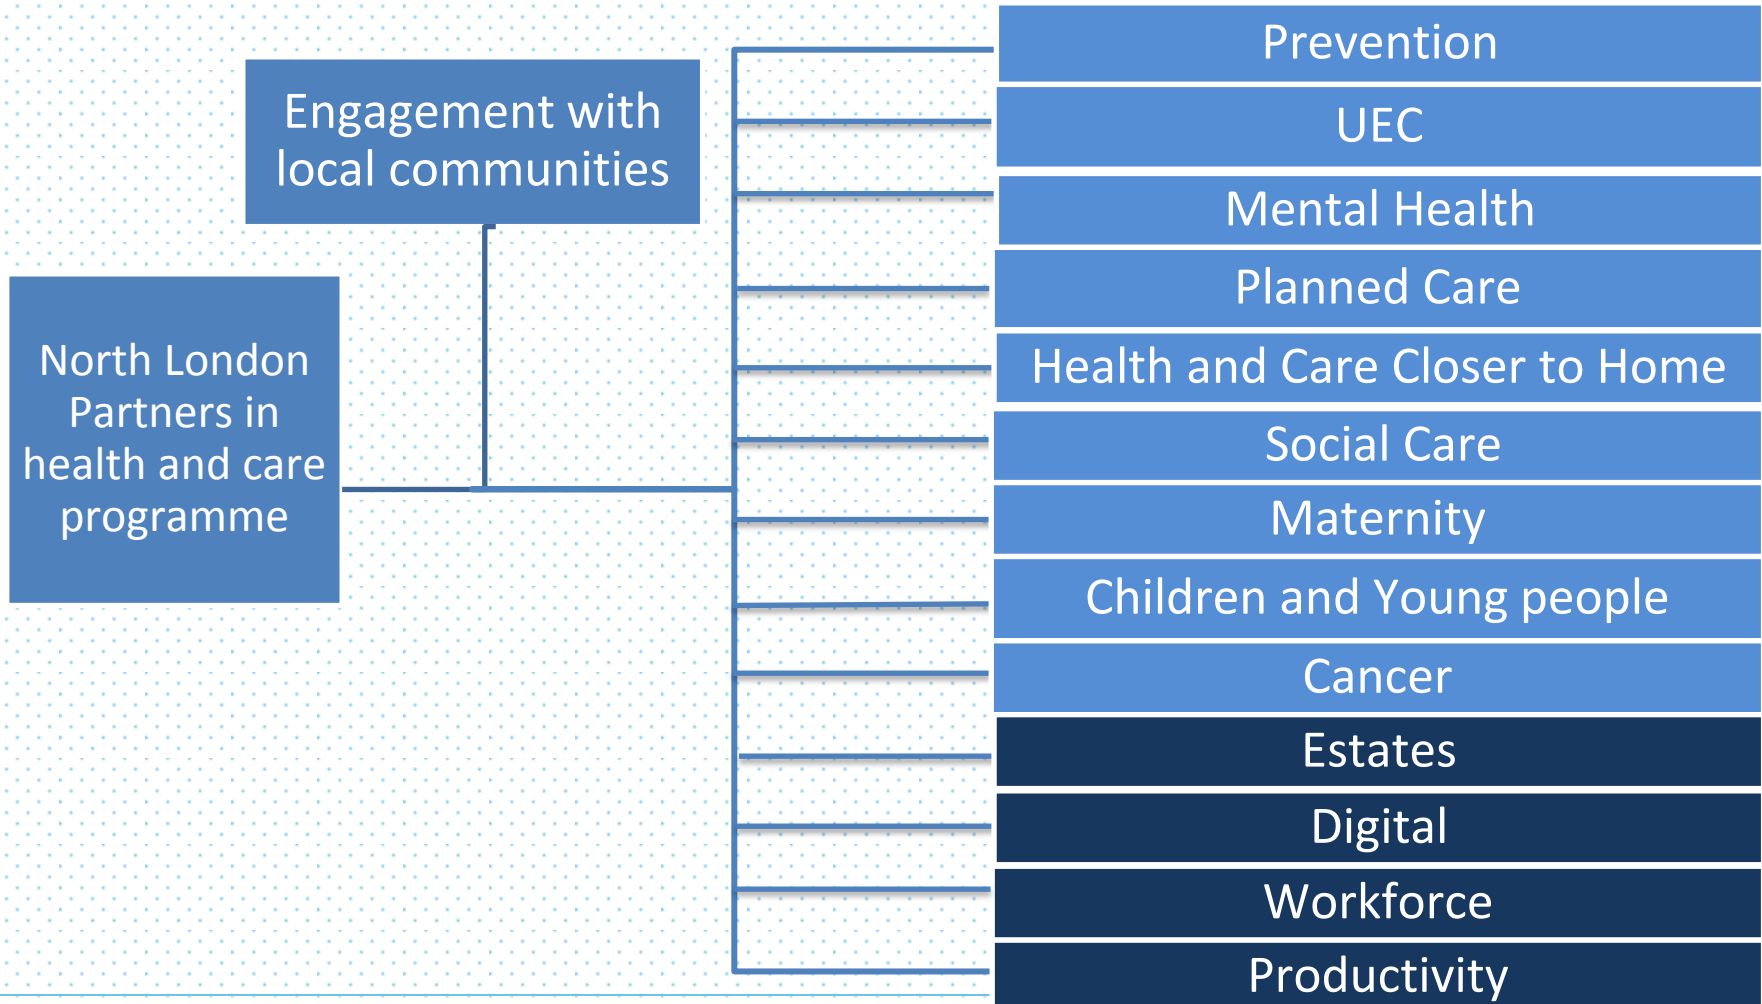 Engagement with
local communities
North London
Partners in
health and care
programme
Prevention
UEC
Mental Health
Planned Care
Health and Care Closer to Home
Social Care
Maternity
Children and Young people
Cancer
Estates
Digital
Workforce
Productivity